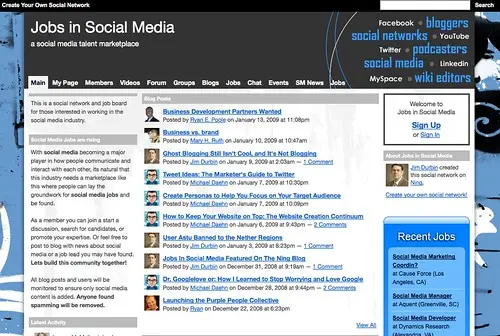 Create Your Own Social Network
Search
Jobs in Social Media
a social media talent marketplace
Facebook bloggers
social networks YouTube
Twitter podcasters
social media LinkedIn
MySpace wiki editors
Main My Page Members Videos Forum Groups Blogs Jobs Chat Events SM News Jobs
This is a social network and job
board for those interested in working in the
social media industry.
Social Media Jobs are rising
With social media becoming a major
player in how people communicate and
interact with each other, its natural that
this industry needs a marketplace like
this where people can lay the
groundwork for social media jobs and
be found.
As a member you can join a start a
discussion, search for candidates, or
promote your expertise. Or feel free to
post to blog with news about social
media or a job lead you may have found.
Lets build this community together!
All blog posts and users will be
monitored to ensure only social media
content is added. Anyone found
spamming will be removed.
Latest Activity
Blog Posts
Business Development Partners Wanted
Posted by Ryan E. Poole on January 13, 2009 at 11:08pm
Business vs. brand
Posted by Mary H. Ruth on January 10, 2009 at 10:47am
Ghost Blogging Still Isn't Cool, and It's Not Blogging
Posted by Jim Durbin on January 9, 2009 at 2:03am — 1 Comment
Tweet Ideas: The Marketer's Guide to Twitter
Posted by Michael Daehn on January 7, 2009 at 10:30pm
Create Personas to Help You Focus on Your Target Audience
Posted by Michael Daehn on January 7, 2009 at 10:09pm
How to Keep Your Website on Top: The Website Creation Continuum
Posted by Michael Daehn on January 6, 2009 at 9:43pm — 2 Comments
User Astu Banned to the Nether Regions
Posted by Jim Durbin on January 3, 2009 at 8:23pm — 1 Comment
Jobs In Social Media Featured On The Ning Blog
Posted by Jim Durbin on December 31, 2008 at 9:19am — 1 Comment
Dr. Googlelove or: How I Learned to Stop Worrying and Love Google
Posted by Michael Daehn on December 28, 2008 at 9:44pm — 2 Comments
Launching the Purple People Collective
Posted by Ryan on December 22, 2008 at 6:23pm
View All
Welcome to
Jobs in Social Media
Sign Up
or Sign In
About Jobs in Social Media
Jim Durbin created
this social network on
Ning.
Create your own social network!
Recent Jobs
Social Media Marketing
Coordin?
at Cause Force (Los
Angeles, CA)
Social Media Manager
at Aquent (Greensboro,
Social Media Developer
at Dynamics Research